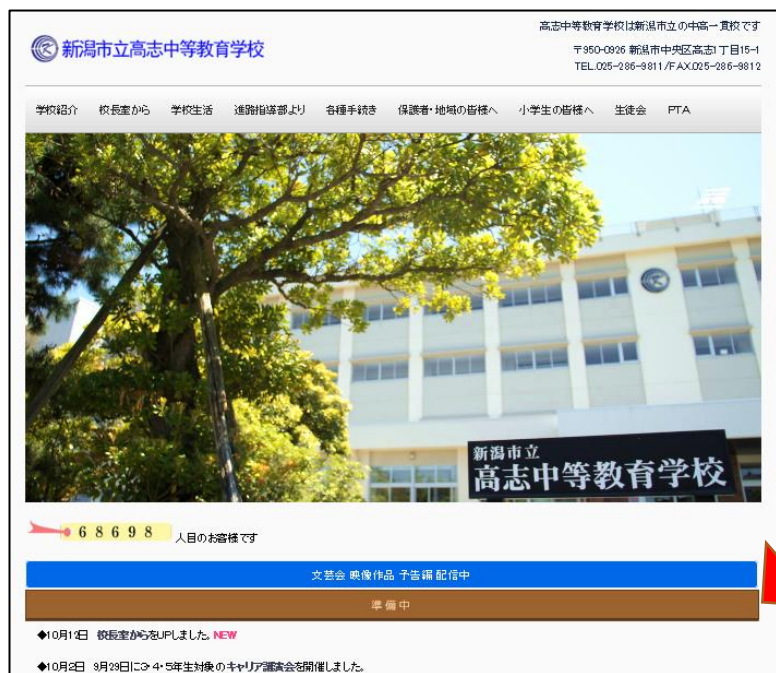 高志中等教育学校は新潟市立の中高一貫校です
新潟市立高志中等教育学校
〒950-0926 新潟市中央区高志1丁目15-1
TEL.025-286-9811/FAX.025-286-9812
学校紹介 校長室から 学校生活 進路指導部より 各種手続き 保護者・地域の皆様へ 小学生の皆様へ 生徒会 PTA
新潟市立
高志中等教育学校
68698 人目のお客様です
文芸会 映像作品 予告編 配信中
準備中
◆10月12日 校長室からをUPしました。NEW
◆10月2日 9月29日に3・4・5年生対象のキャリア講演会を開催しました。